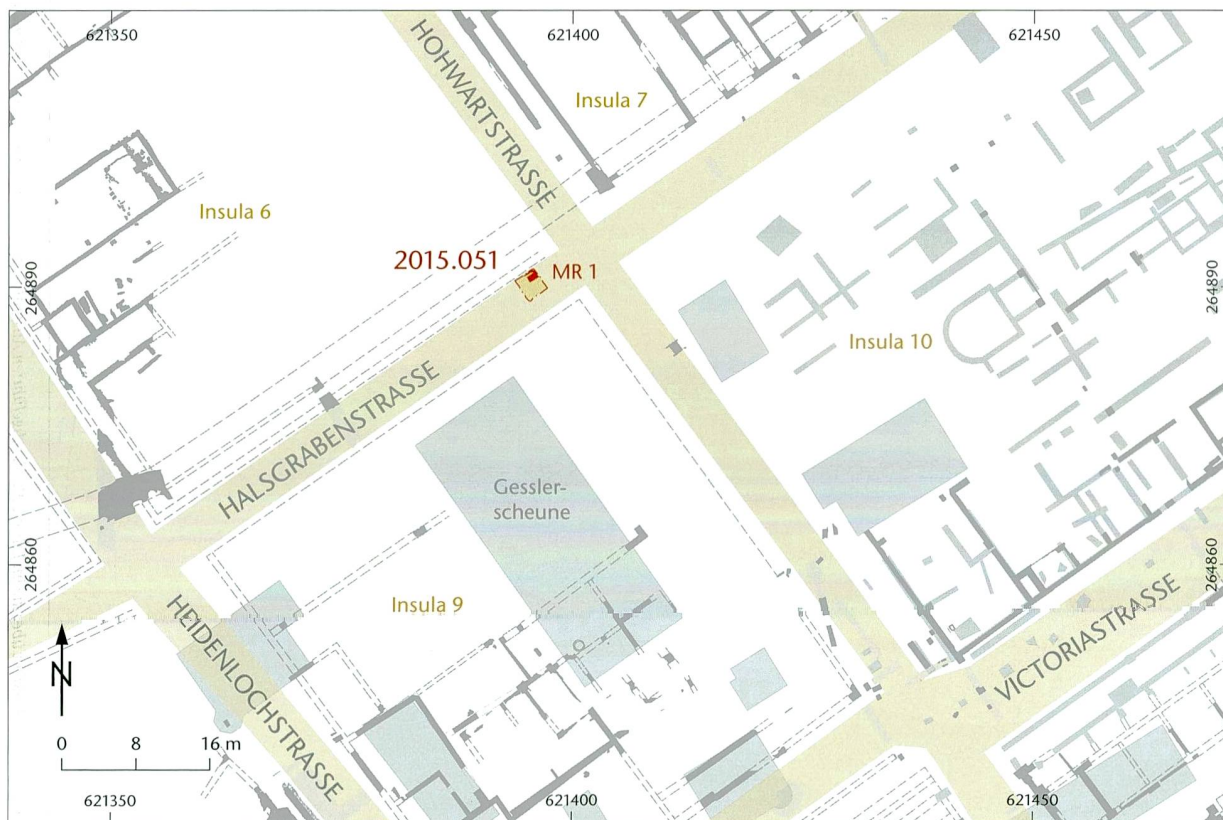 621350
621400
621450
HOHWARTSTRASSE
Insula 7
Insula 6
2015.051
MR 1
264890
264890
Insula 10
HALSGRABENSTRASSE
Gessler-
scheune
264860
264860
Insula 9
HEIDENLOCHSTRASSE
VICTORIASTRASSE
N
0 8 16 m
621350
621400
621450